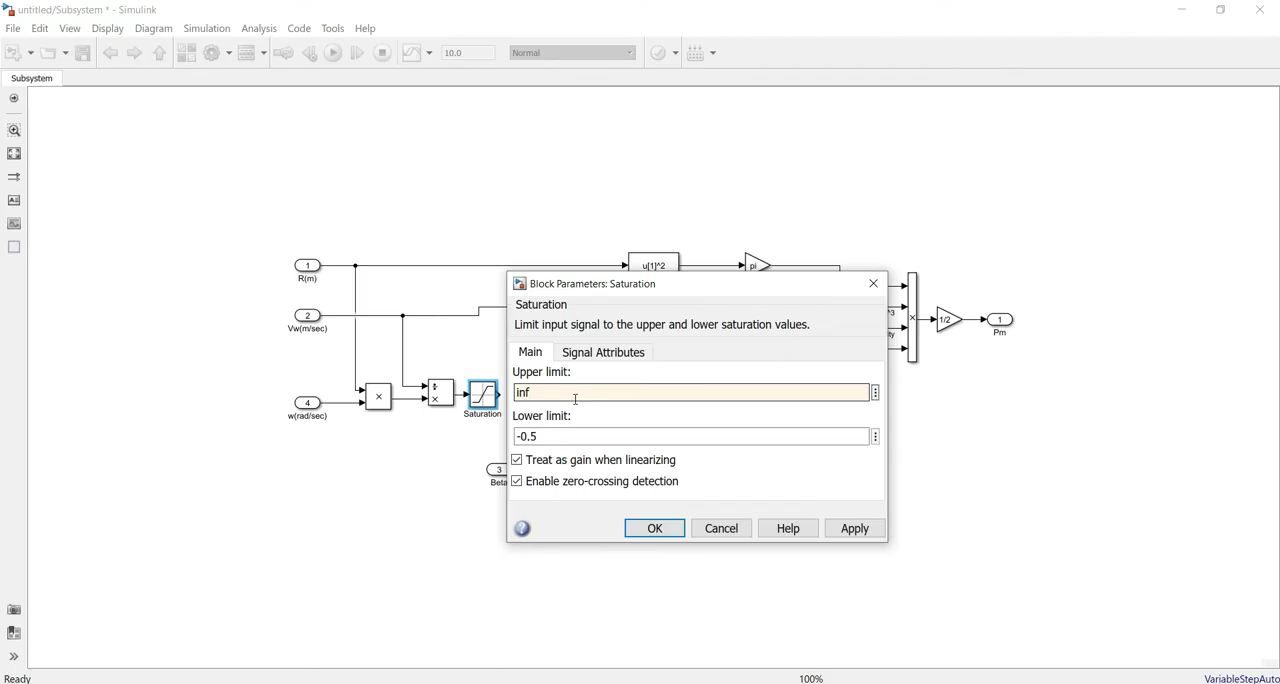 untitled/Subsystem * - Simulink
File Edit View Display Diagram Simulation Analysis Code Tools Help
10.0 Normal
Subsystem
1
R(m)
u[1]^2
pi
2
Vw(m/sec)
4
w(rad/sec)
×
÷
×
Saturation
3
Beta
^3
ity
×
1/2
1
Pm
Block Parameters: Saturation
Saturation
Limit input signal to the upper and lower saturation values.
Main Signal Attributes
Upper limit:
inf
Lower limit:
-0.5
Treat as gain when linearizing
Enable zero-crossing detection
OK Cancel Help Apply
Ready 100% VariableStepAuto